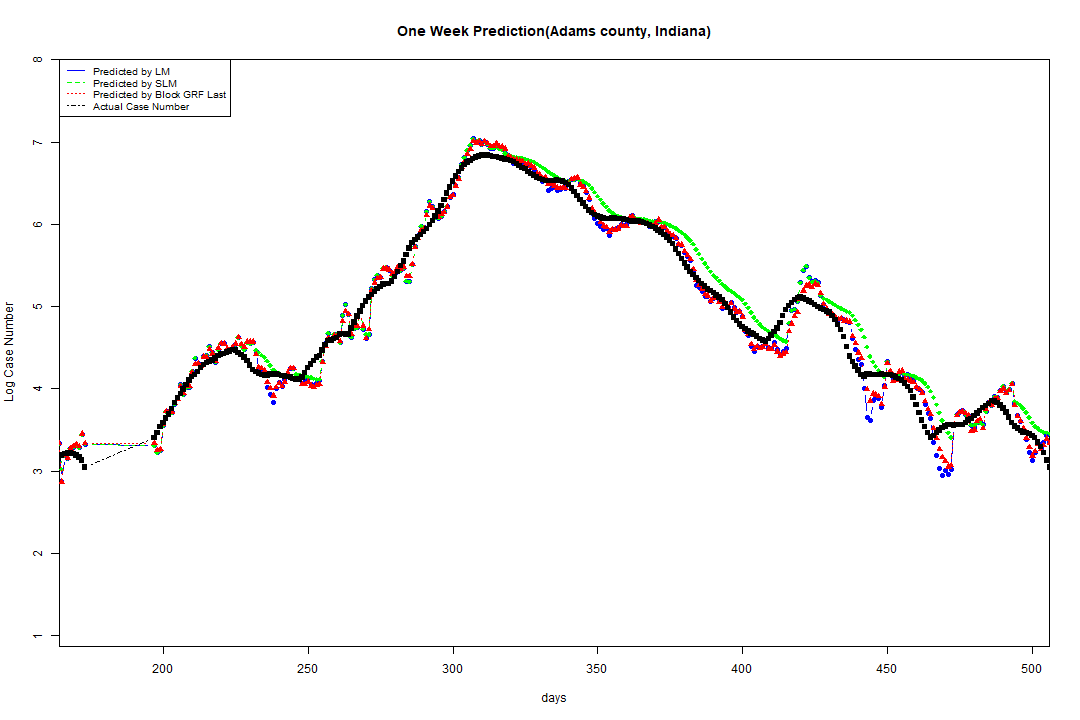 One Week Prediction(Adams county, Indiana)
Predicted by LM
Predicted by SLM
Predicted by Block GRF Last
Actual Case Number
8
7
6
5
4
3
2
1
Log Case Number
200 250 300 350 400 450 500
days